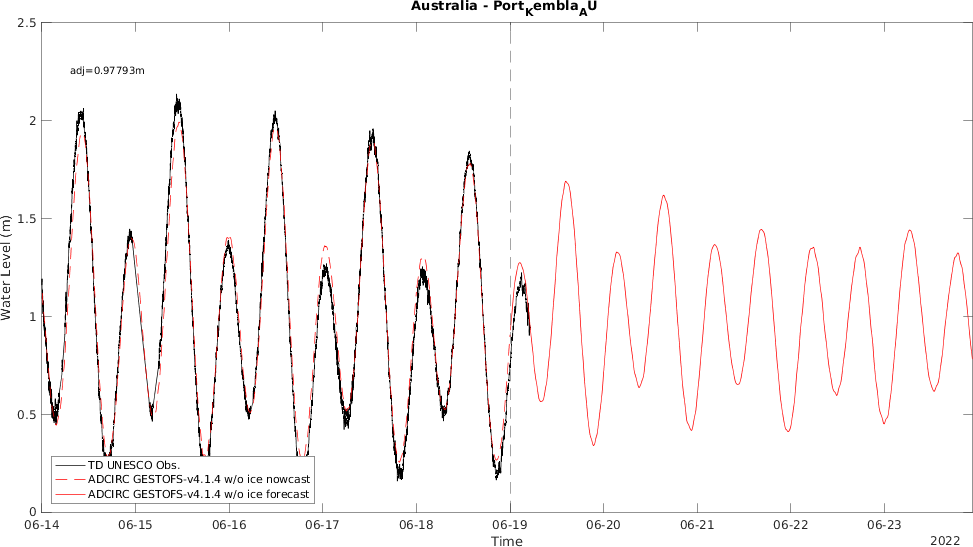 Australia - PortKemblaAU
2.5
adj=0.97793m
2
1.5
Water Level (m)
1
0.5
TD UNESCO Obs.
ADCIRC GESTOFS-v4.1.4 w/o ice nowcast
ADCIRC GESTOFS-v4.1.4 w/o ice forecast
0
06-14 06-15 06-16 06-17 06-18 06-19 06-20 06-21 06-22 06-23
Time
2022